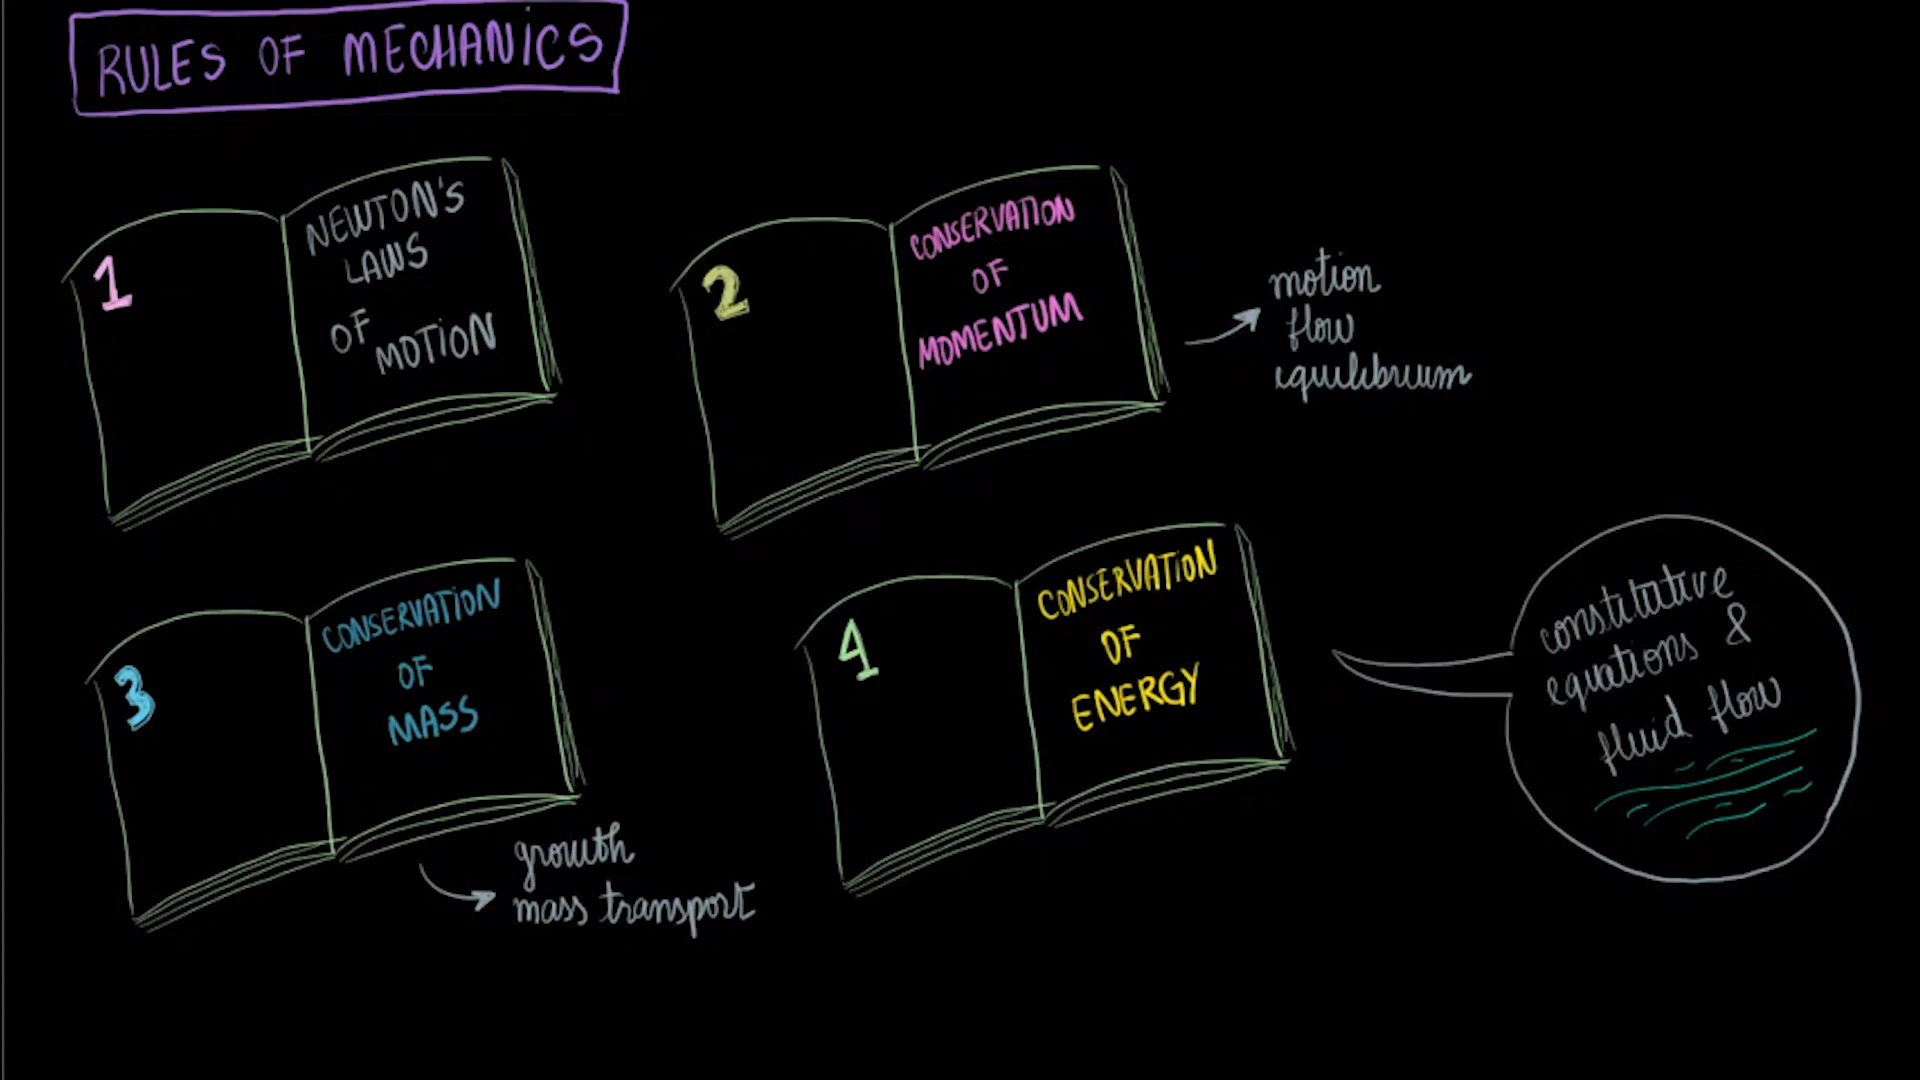 RULES OF MECHANICS
1
NEWTON'S
LAWS
OF
MOTION
2
CONSERVATION
OF
MOMENTUM
motion
flow
equilibrium
3
CONSERVATION
OF
MASS
growth
mass transport
4
CONSERVATION
OF
ENERGY
constitutive
equations &
fluid flow